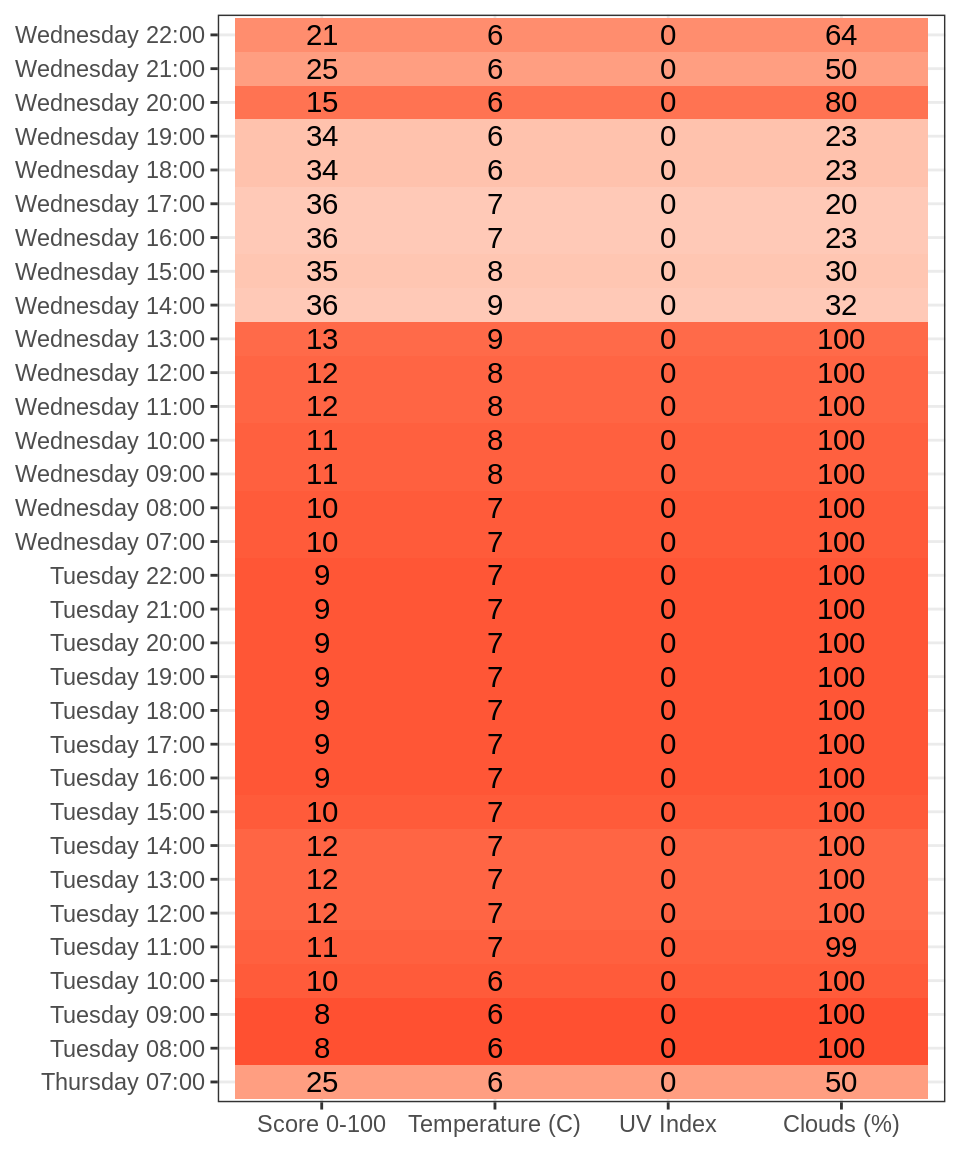 Wednesday 22:00 21 6 0 64
Wednesday 21:00 25 6 0 50
Wednesday 20:00 15 6 0 80
Wednesday 19:00 34 6 0 23
Wednesday 18:00 34 6 0 23
Wednesday 17:00 36 7 0 20
Wednesday 16:00 36 7 0 23
Wednesday 15:00 35 8 0 30
Wednesday 14:00 36 9 0 32
Wednesday 13:00 13 9 0 100
Wednesday 12:00 12 8 0 100
Wednesday 11:00 12 8 0 100
Wednesday 10:00 11 8 0 100
Wednesday 09:00 11 8 0 100
Wednesday 08:00 10 7 0 100
Wednesday 07:00 10 7 0 100
Tuesday 22:00 9 7 0 100
Tuesday 21:00 9 7 0 100
Tuesday 20:00 9 7 0 100
Tuesday 19:00 9 7 0 100
Tuesday 18:00 9 7 0 100
Tuesday 17:00 9 7 0 100
Tuesday 16:00 9 7 0 100
Tuesday 15:00 10 7 0 100
Tuesday 14:00 12 7 0 100
Tuesday 13:00 12 7 0 100
Tuesday 12:00 12 7 0 100
Tuesday 11:00 11 7 0 99
Tuesday 10:00 10 6 0 100
Tuesday 09:00 8 6 0 100
Tuesday 08:00 8 6 0 100
Thursday 07:00 25 6 0 50
Score 0-100 Temperature (C) UV Index Clouds (%)